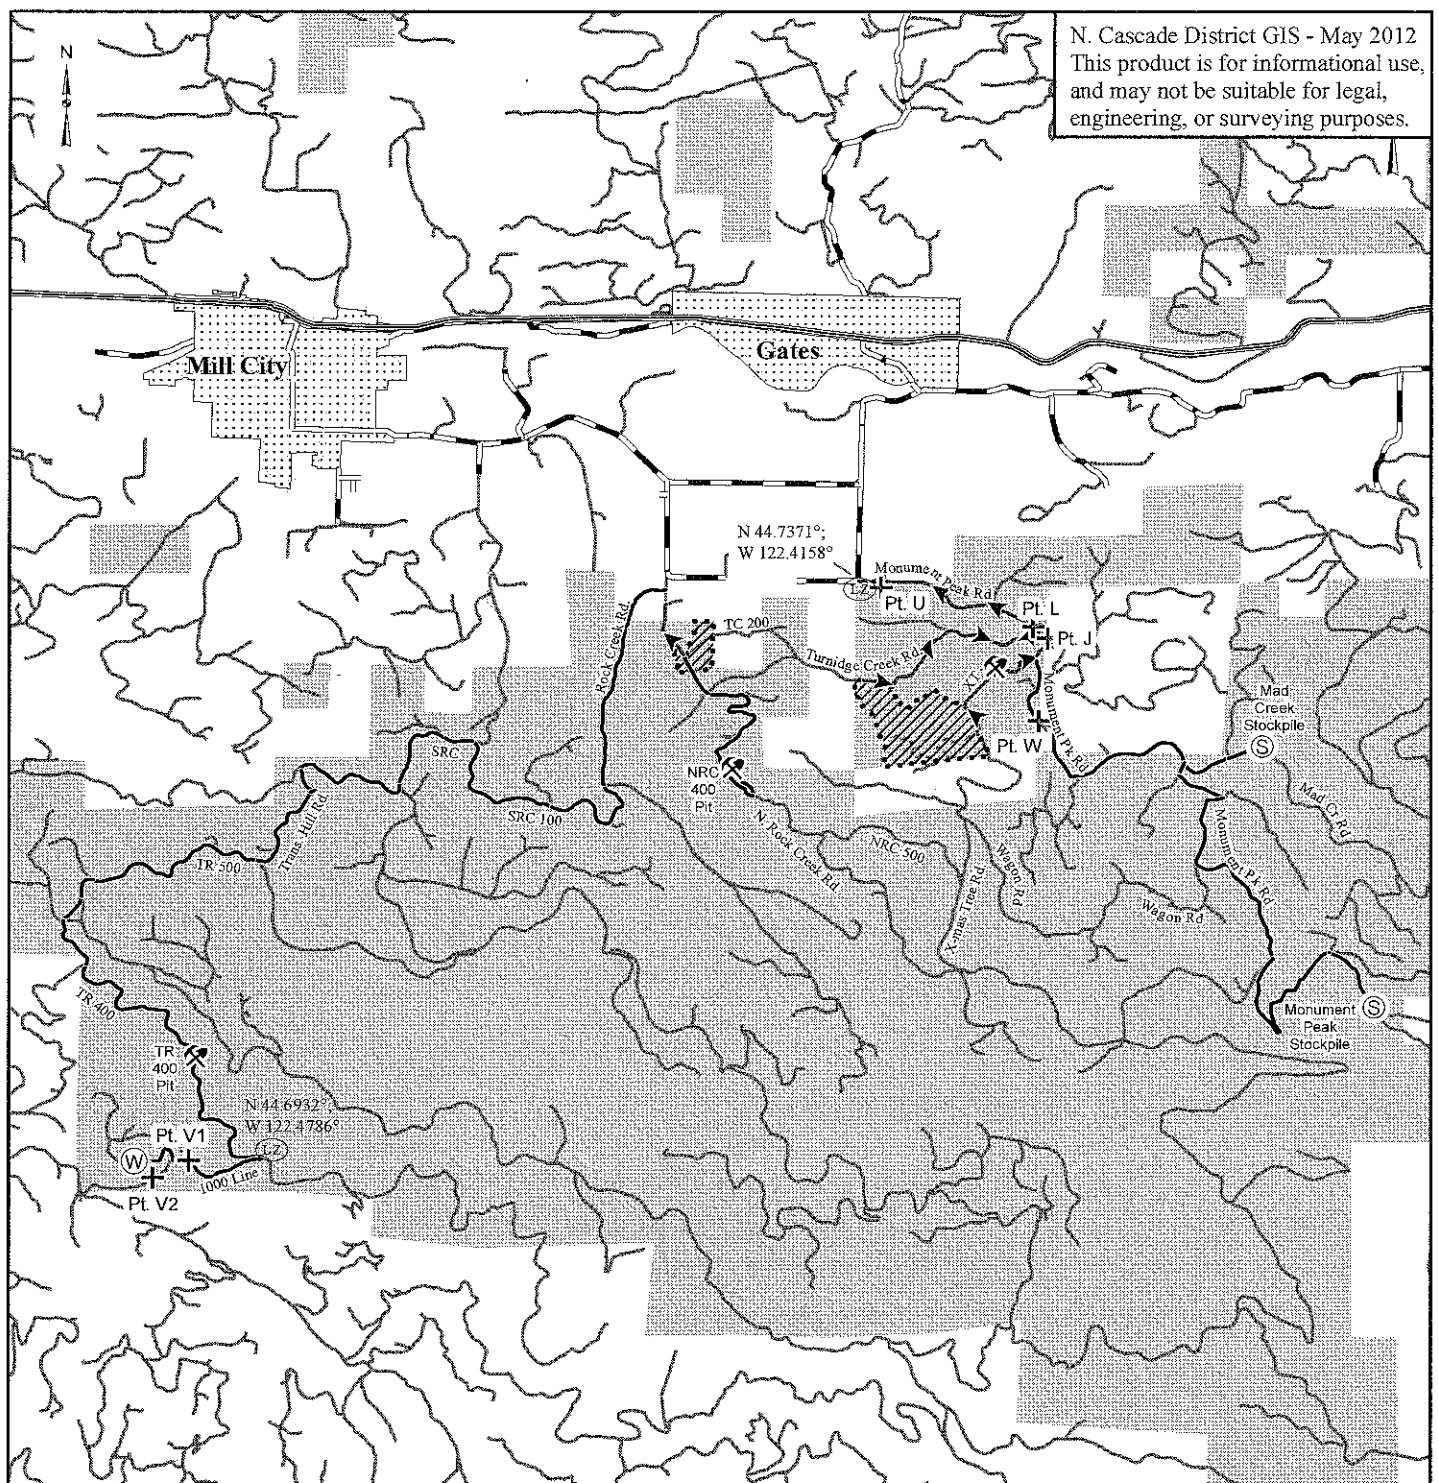 N. Cascade District GIS - May 2012
This product is for informational use,
and may not be suitable for legal,
engineering, or surveying purposes.
N
Mill City
Gates
N 44.7371°;
W 122.4158°
Monument Peak Rd
LZ
Pt. U
Pt. L
Pt. J
TC 200
Turnidge Creek Rd
Rock Creek Rd
XT
Monument Pk Rd
Pt. W
Mad
Creek
Stockpile
S
SRC
NRC
400
Pit
SRC 100
Trans Hill Rd
TR 500
N. Rock Creek Rd
NRC 500
Wagon Rd
X-mas Tree Rd
Wagon Rd
Mad Cr Rd
Monument Pk Rd
TR 400
Monument
Peak
Stockpile
S
TR
400
Pit
N 44.6932°
W 122.4786°
LZ
Pt. V1
W
1000 Line
Pt. V2